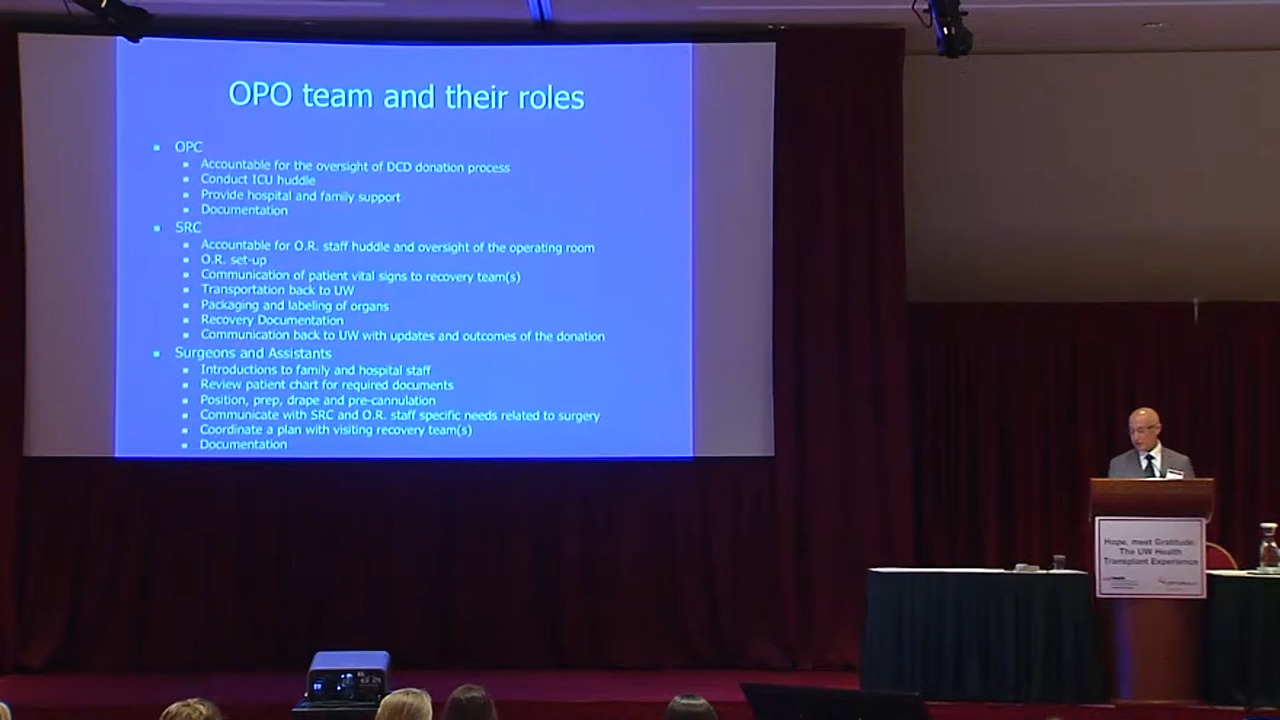 OPO team and their roles
OPC
Accountable for the oversight of DCD donation process
Conduct ICU huddle
Provide hospital and family support
Documentation
SRC
Accountable for O.R. staff huddle and oversight of the operating room
O.R. set-up
Communication of patient vital signs to recovery team(s)
Transportation back to UW
Packaging and labeling of organs
Recovery Documentation
Communication back to UW with updates and outcomes of the donation
Surgeons and Assistants
Introductions to family and hospital staff
Review patient chart for required documents
Position, prep, drape and pre-cannulation
Communicate with SRC and O.R. staff specific needs related to surgery
Coordinate a plan with visiting recovery team(s)
Documentation
Hope, meet Gratitude:
The UW Health
Transplant Experience